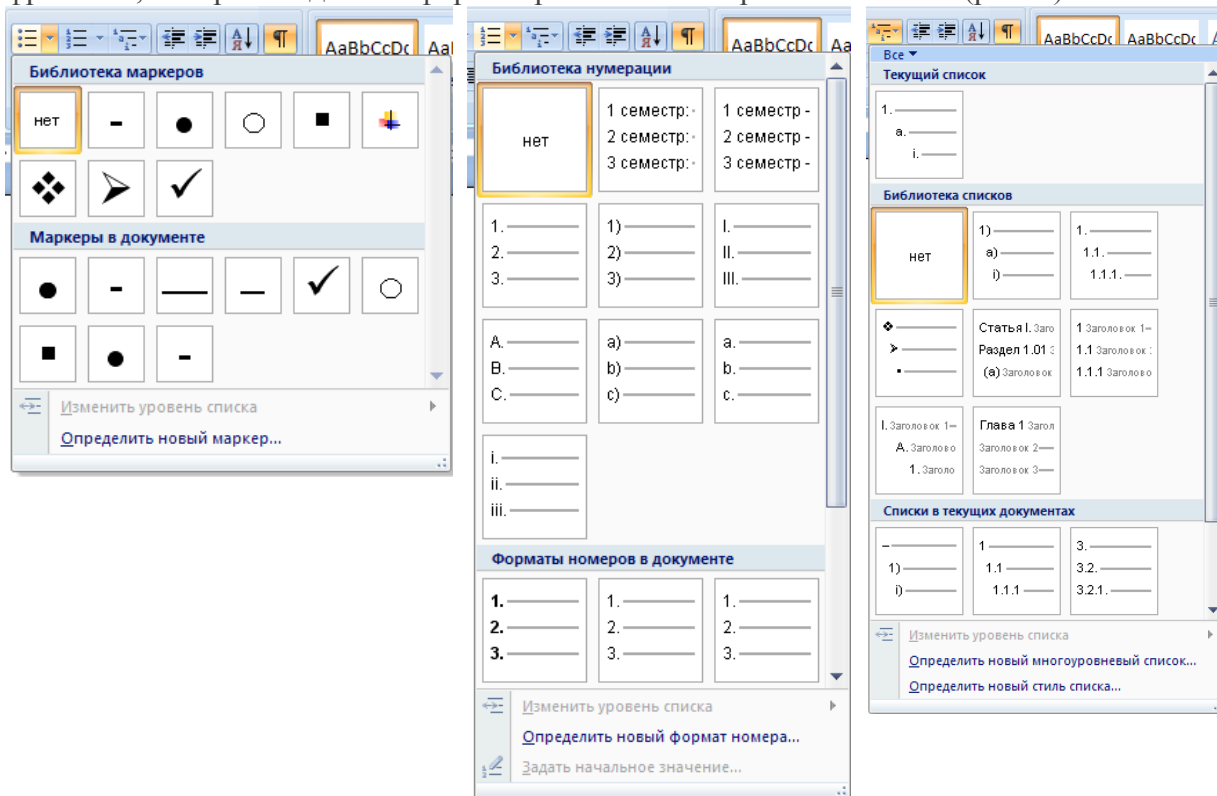 AaBbCcDc Aa
Библиотека маркеров
нет
Маркеры в документе
Изменить уровень списка
Определить новый маркер...
AaBbCcDc Aa
Библиотека нумерации
нет
1 семестр:
2 семестр:
3 семестр:
1 семестр -
2 семестр -
3 семестр -
1.
2.
3.
1)
2)
3)
I.
II.
III.
A.
B.
C.
a)
b)
c)
a.
b.
c.
i.
ii.
iii.
Форматы номеров в документе
1.
2.
3.
1.
2.
3.
1.
2.
3.
Изменить уровень списка
Определить новый формат номера...
Задать начальное значение...
AaBbCcDc AaBbCcDc
Все
Текущий список
1.
a.
i.
Библиотека списков
нет
1)
a)
i)
1.
1.1.
1.1.1.
Статья I. Заго
Раздел 1.01 З
(a) Заголовок
1 Заголовок 1
1.1 Заголовок
1.1.1 Заголово
I. Заголовок 1
A. Заголово
1. Заголо
Глава 1 Загол
Заголовок 2
Заголовок 3
Списки в текущих документах
–
1)
i)
1
1.1
1.1.1
3.
3.2.
3.2.1.
Изменить уровень списка
Определить новый многоуровневый список...
Определить новый стиль списка...